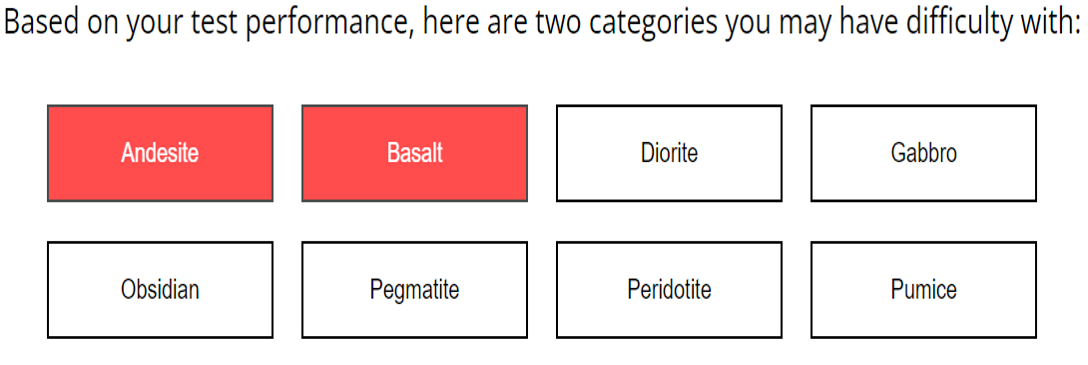 Based on your test performance, here are two categories you may have difficulty with:
Andesite Basalt Diorite Gabbro
Obsidian Pegmatite Peridotite Pumice